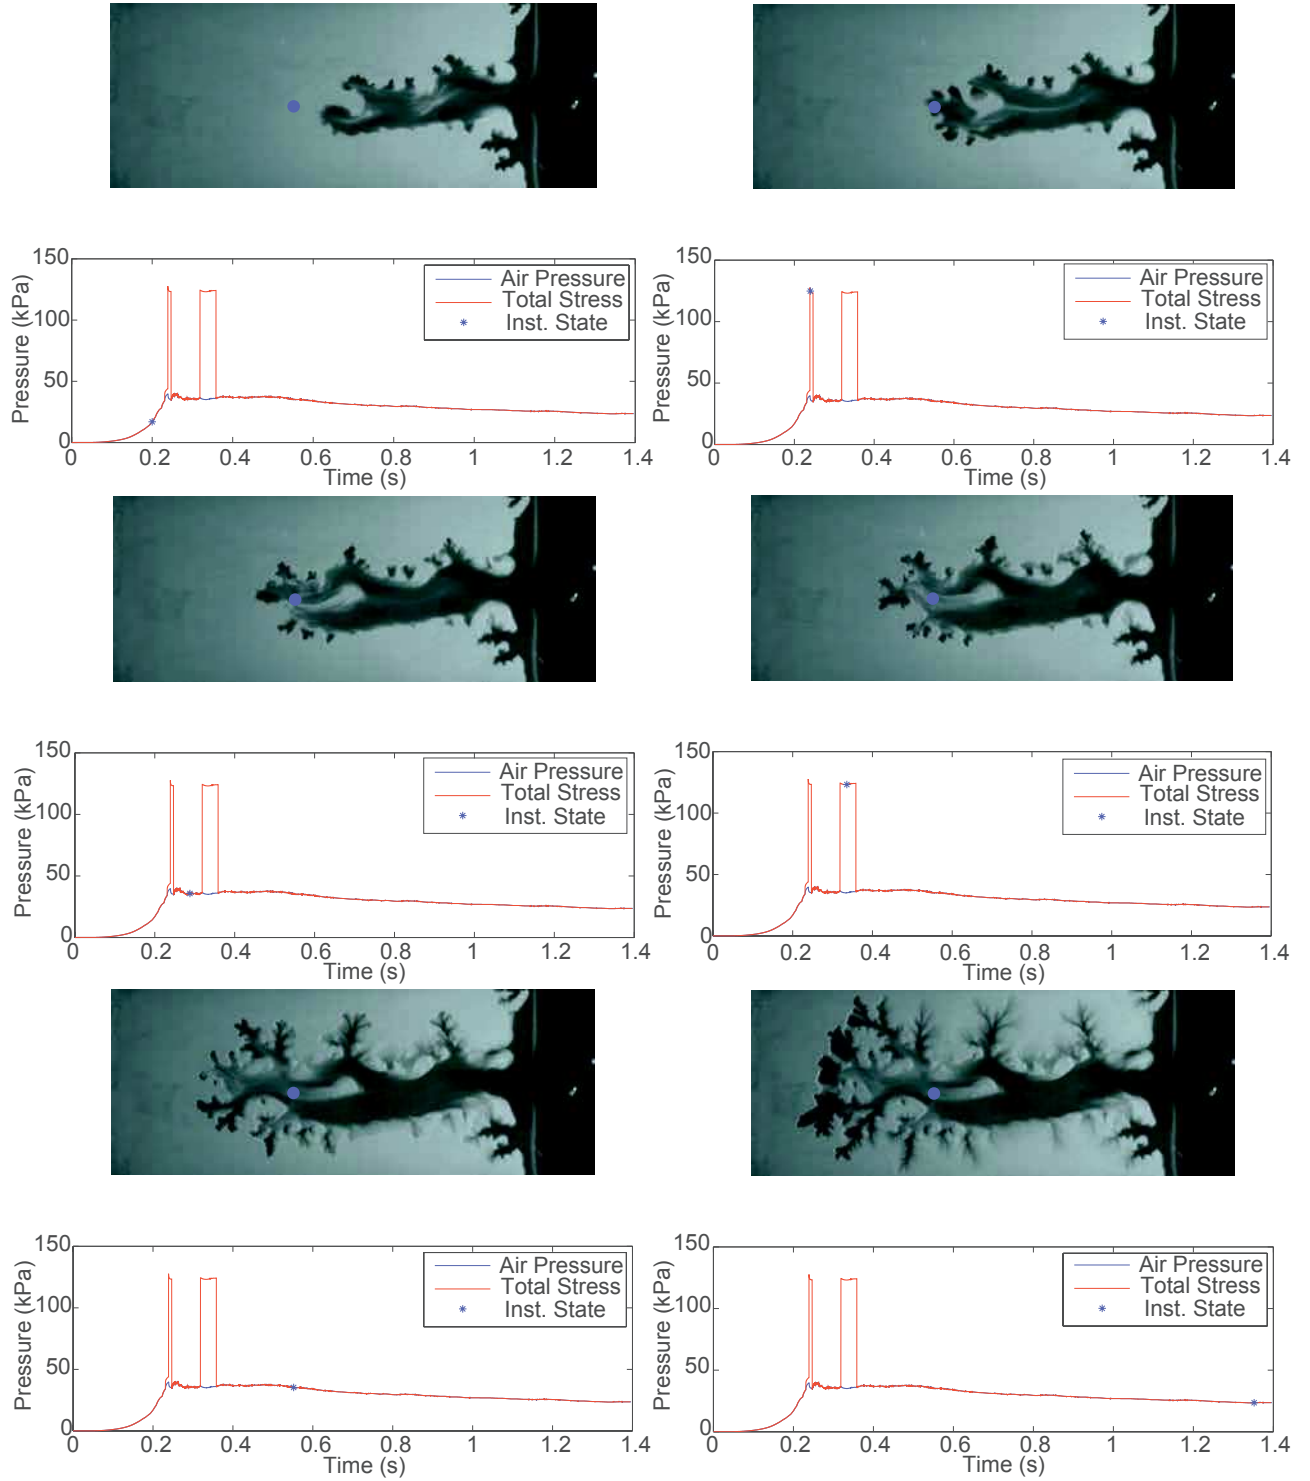 150
100
50
0
Pressure (kPa)
Air Pressure
Total Stress
Inst. State
0 0.2 0.4 0.6 0.8 1 1.2 1.4
Time (s)
150
100
50
0
Pressure (kPa)
Air Pressure
Total Stress
Inst. State
0 0.2 0.4 0.6 0.8 1 1.2 1.4
Time (s)
150
100
50
0
Pressure (kPa)
Air Pressure
Total Stress
Inst. State
0 0.2 0.4 0.6 0.8 1 1.2 1.4
Time (s)
150
100
50
0
Pressure (kPa)
Air Pressure
Total Stress
Inst. State
0 0.2 0.4 0.6 0.8 1 1.2 1.4
Time (s)
150
100
50
0
Pressure (kPa)
Air Pressure
Total Stress
Inst. State
0 0.2 0.4 0.6 0.8 1 1.2 1.4
Time (s)
150
100
50
0
Pressure (kPa)
Air Pressure
Total Stress
Inst. State
0 0.2 0.4 0.6 0.8 1 1.2 1.4
Time (s)